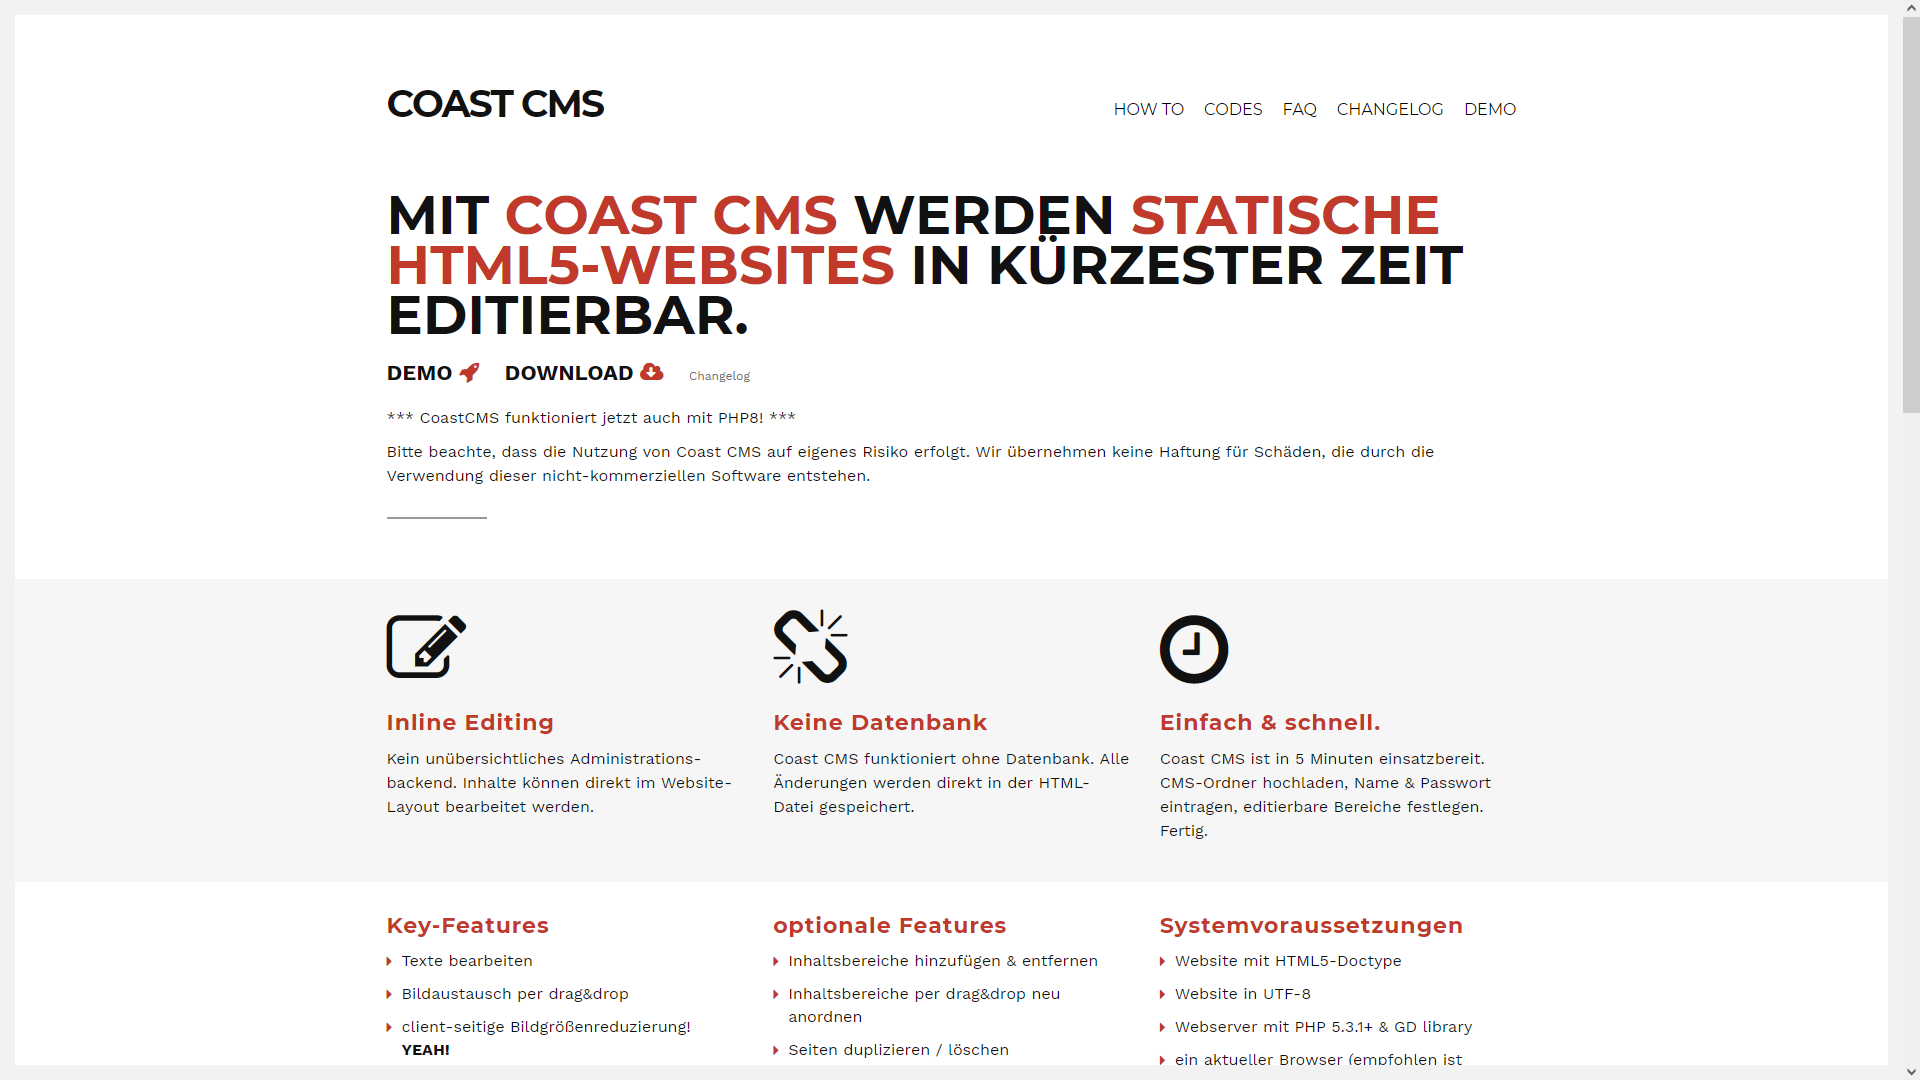 COAST CMS
HOW TO CODES FAQ CHANGELOG DEMO
MIT COAST CMS WERDEN STATISCHE
HTML5-WEBSITES IN KÜRZESTER ZEIT
EDITIERBAR.
DEMO DOWNLOAD Changelog
*** CoastCMS funktioniert jetzt auch mit PHP8! ***
Bitte beachte, dass die Nutzung von Coast CMS auf eigenes Risiko erfolgt. Wir übernehmen keine Haftung für Schäden, die durch die
Verwendung dieser nicht-kommerziellen Software entstehen.
Inline Editing
Kein unübersichtliches Administrations-
backend. Inhalte können direkt im Website-
Layout bearbeitet werden.
Keine Datenbank
Coast CMS funktioniert ohne Datenbank. Alle
Änderungen werden direkt in der HTML-
Datei gespeichert.
Einfach & schnell.
Coast CMS ist in 5 Minuten einsatzbereit.
CMS-Ordner hochladen, Name & Passwort
eintragen, editierbare Bereiche festlegen.
Fertig.
Key-Features
Texte bearbeiten
Bildaustausch per drag&drop
client-seitige Bildgrößenreduzierung!
YEAH!
optionale Features
Inhaltsbereiche hinzufügen & entfernen
Inhaltsbereiche per drag&drop neu
anordnen
Seiten duplizieren / löschen
Systemvoraussetzungen
Website mit HTML5-Doctype
Website in UTF-8
Webserver mit PHP 5.3.1+ & GD library
ein aktueller Browser (empfohlen ist